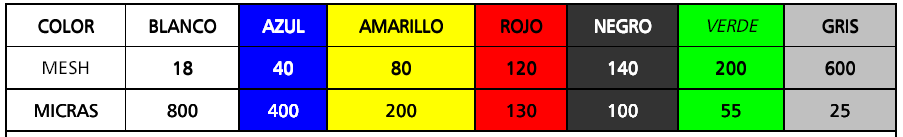 COLOR BLANCO AZUL AMARILLO ROJO NEGRO VERDE GRIS
MESH 18 40 80 120 140 200 600
MICRAS 800 400 200 130 100 55 25